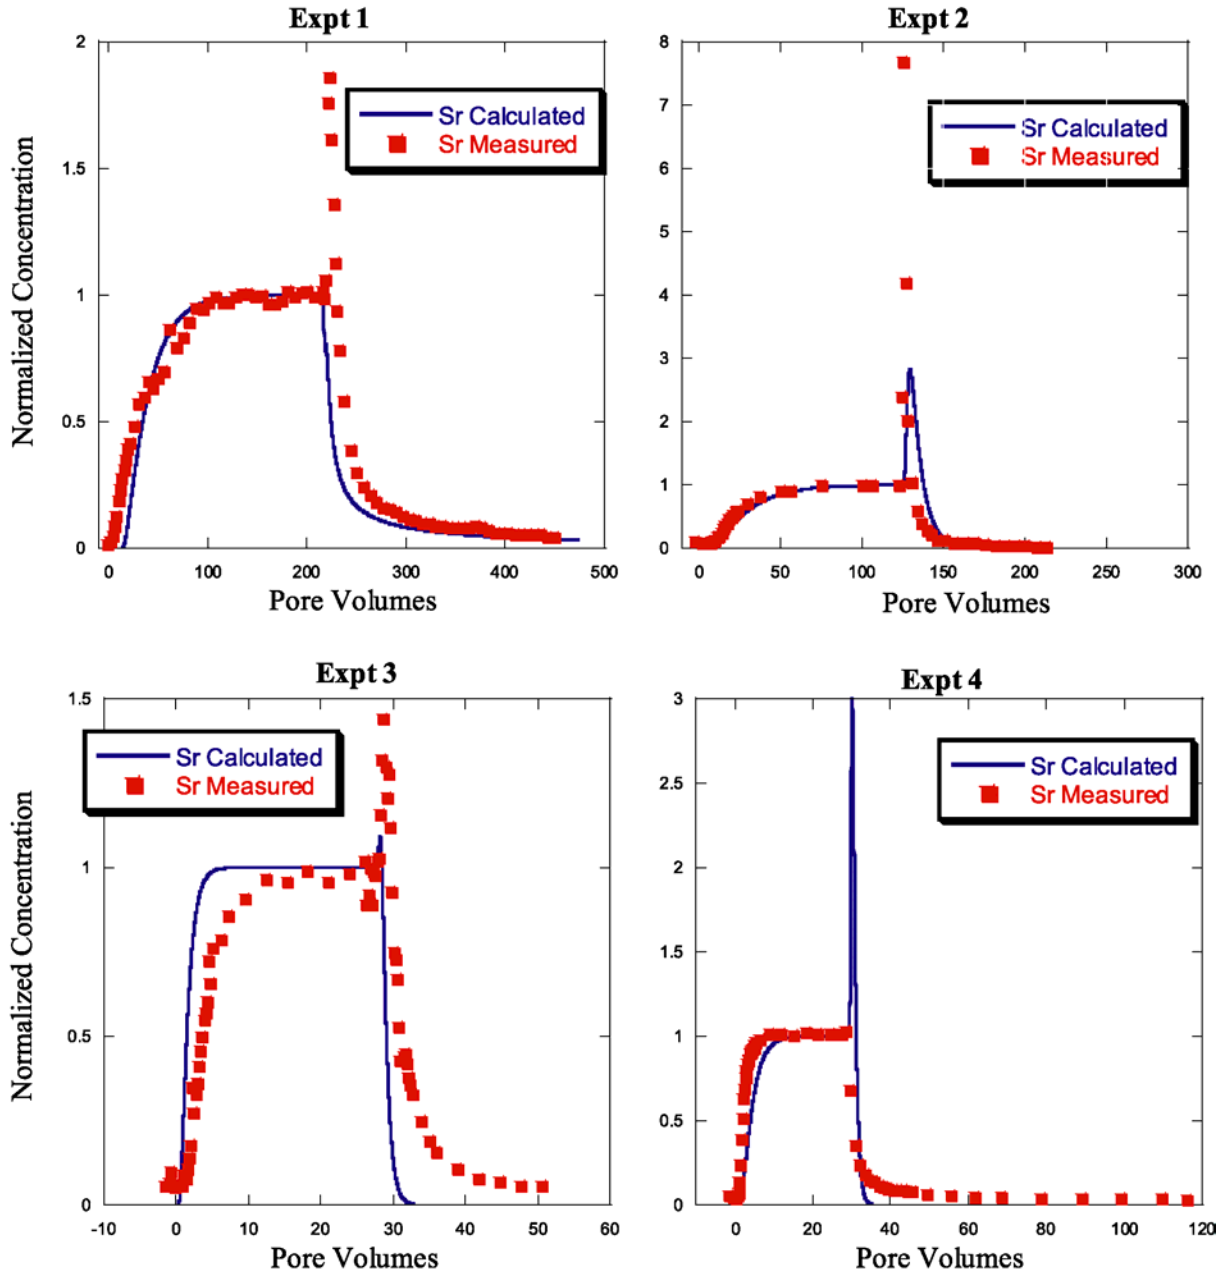 Expt 1
2
1.5
1
0.5
0
0
100
200
300
400
500
Normalized Concentration
Pore Volumes
Sr Calculated
Sr Measured
Expt 2
8
7
6
5
4
3
2
1
0
0
50
100
150
200
250
300
Pore Volumes
Sr Calculated
Sr Measured
Expt 3
1.5
1
0.5
0
-10
0
10
20
30
40
50
60
Normalized Concentration
Pore Volumes
Sr Calculated
Sr Measured
Expt 4
3
2.5
2
1.5
1
0.5
0
0
20
40
60
80
100
120
Pore Volumes
Sr Calculated
Sr Measured